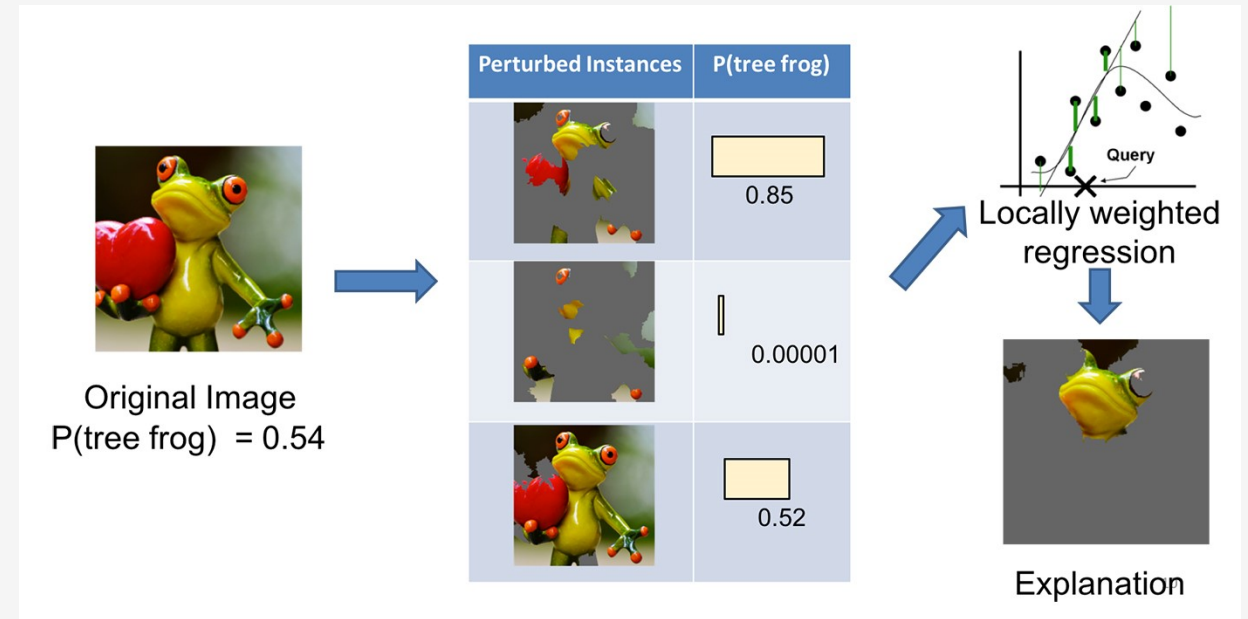 Original Image
P(tree frog) = 0.54
Perturbed Instances
P(tree frog)
0.85
0.00001
0.52
Query
Locally weighted
regression
Explanation